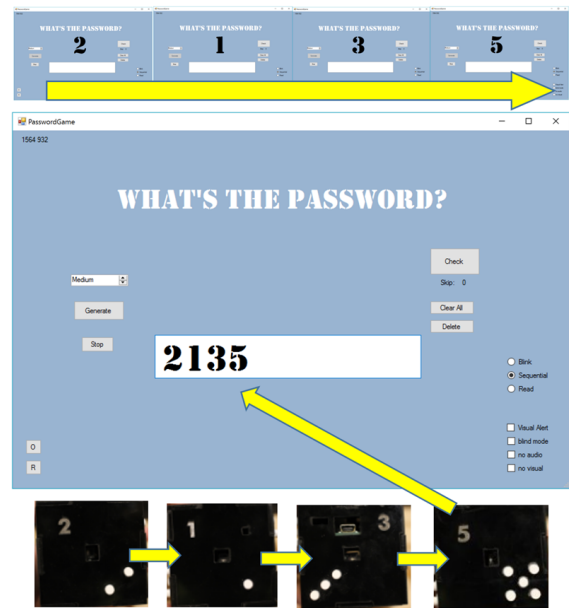 WHAT'S THE PASSWORD?
2
WHAT'S THE PASSWORD?
1
WHAT'S THE PASSWORD?
3
WHAT'S THE PASSWORD?
5
PasswordGame
1564 932
WHAT'S THE PASSWORD?
Check
Medium
Skip: 0
Generate
Clear All
Delete
Stop
2135
Blink
Sequential
Read
Visual Alert
O
blind mode
no audio
R
no visual
2
1
3
5